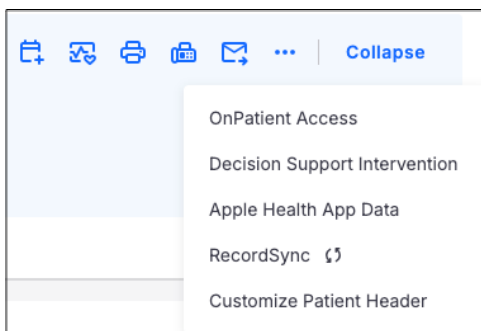 Collapse
OnPatient Access
Decision Support Intervention
Apple Health App Data
RecordSync
Customize Patient Header